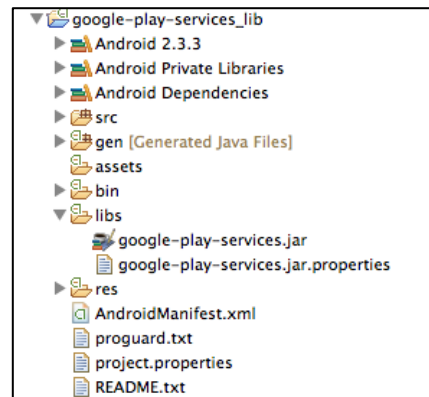 google-play-services_lib
Android 2.3.3
Android Private Libraries
Android Dependencies
src
gen [Generated Java Files]
assets
bin
libs
google-play-services.jar
google-play-services.jar.properties
res
AndroidManifest.xml
proguard.txt
project.properties
README.txt